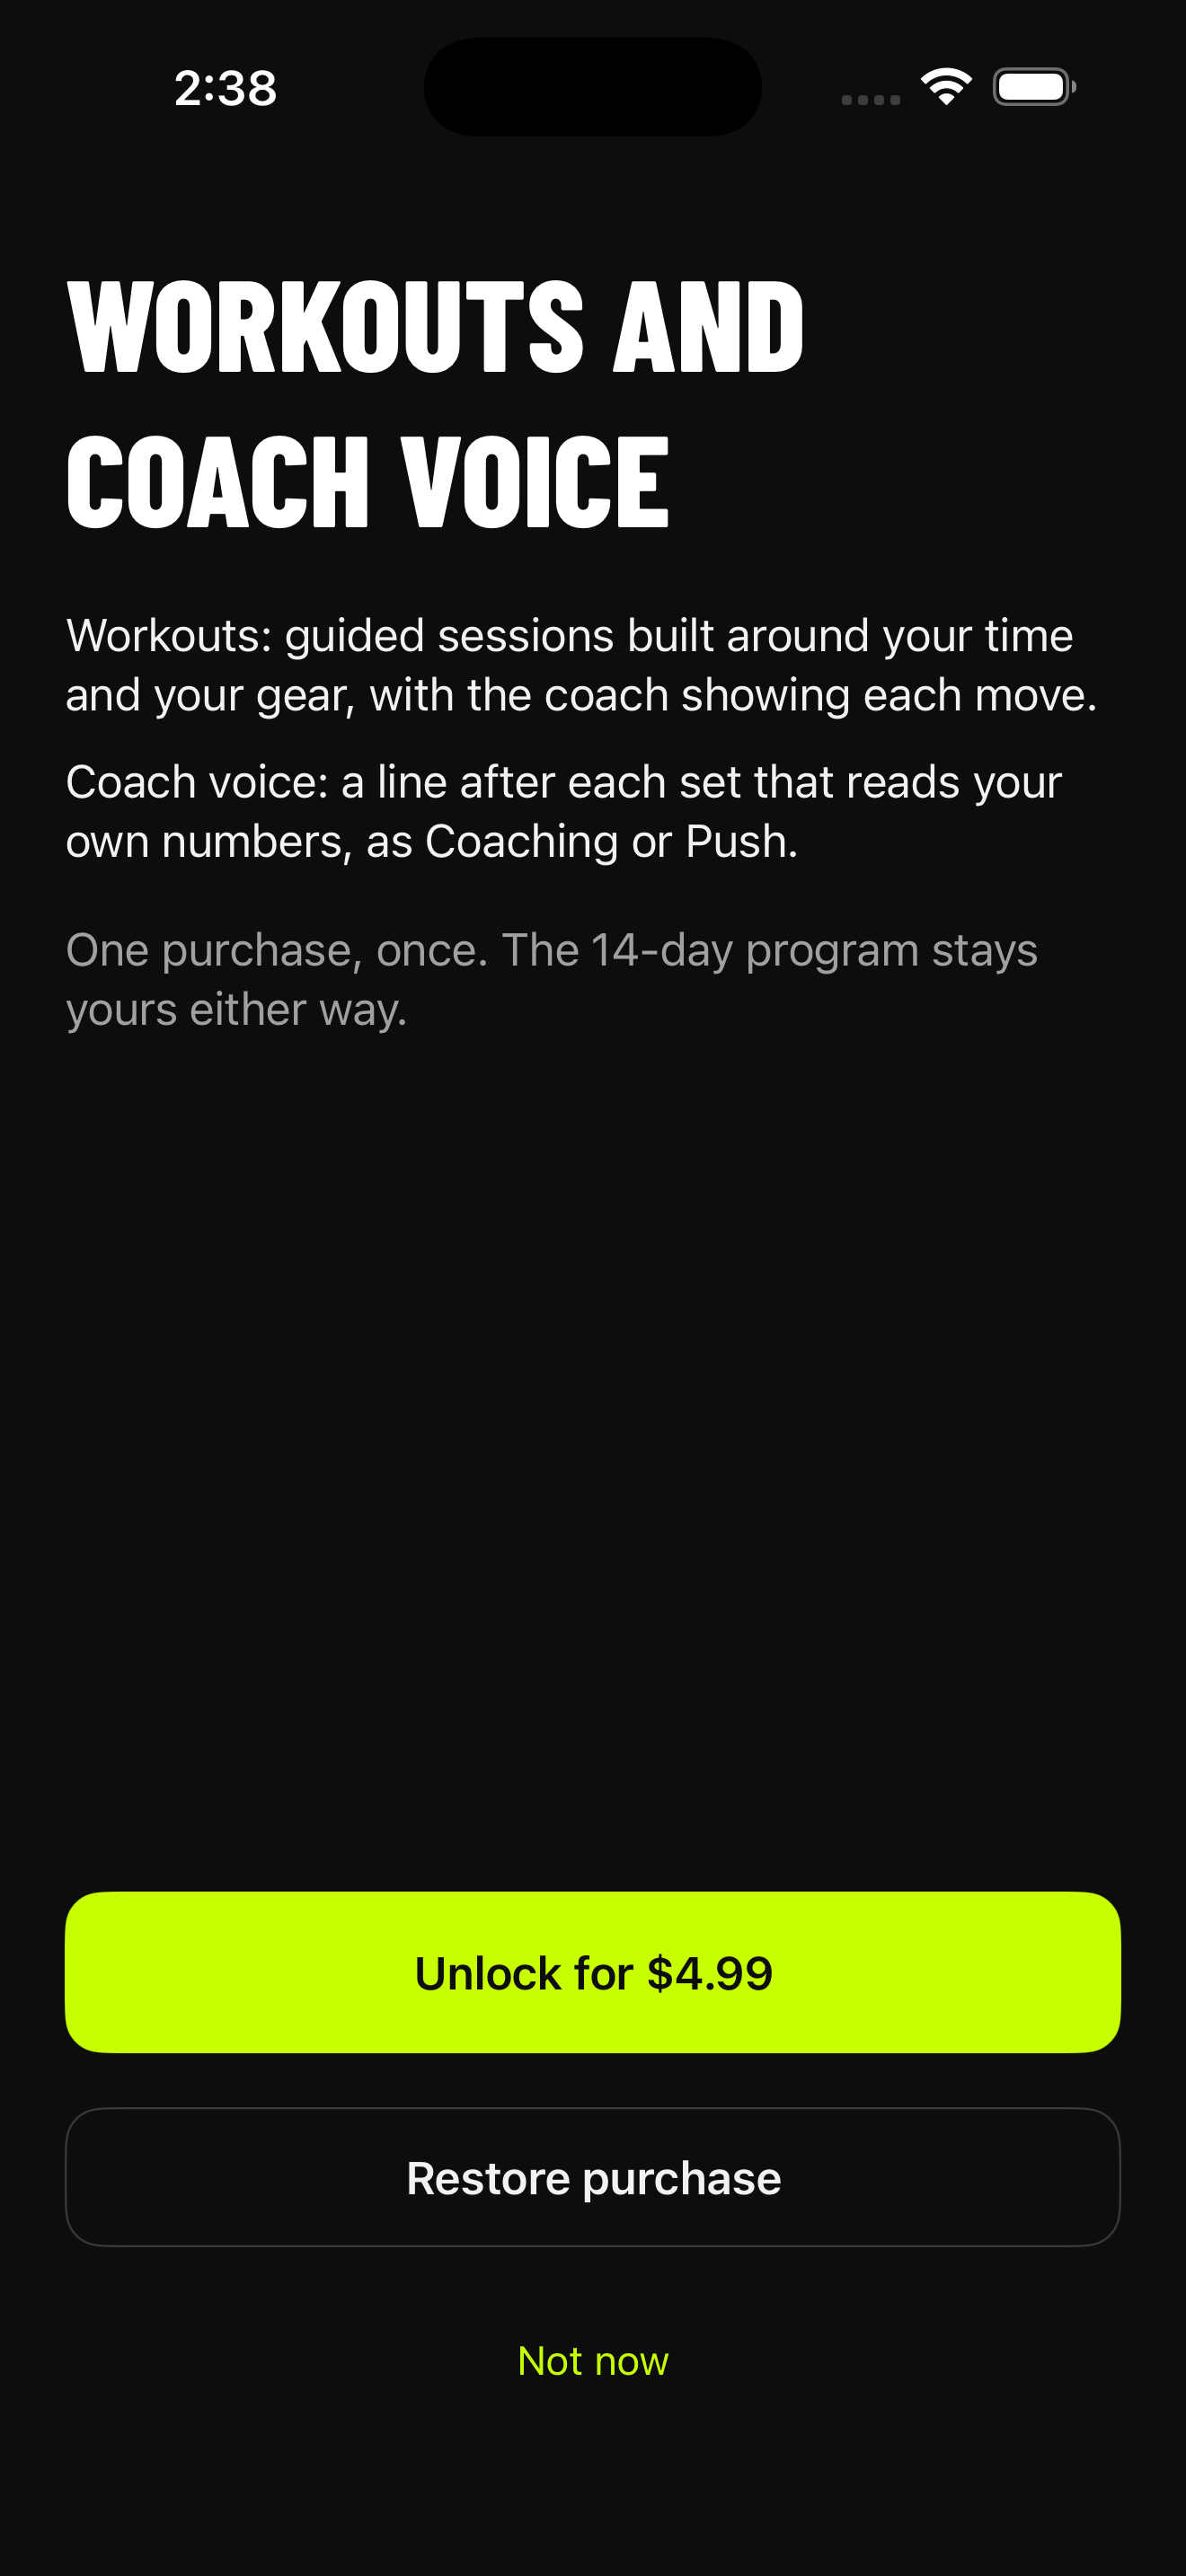 2:38
WORKOUTS AND
COACH VOICE
Workouts: guided sessions built around your time
and your gear, with the coach showing each move.
Coach voice: a line after each set that reads your
own numbers, as Coaching or Push.
One purchase, once. The 14-day program stays
yours either way.
Unlock for $4.99
Restore purchase
Not now